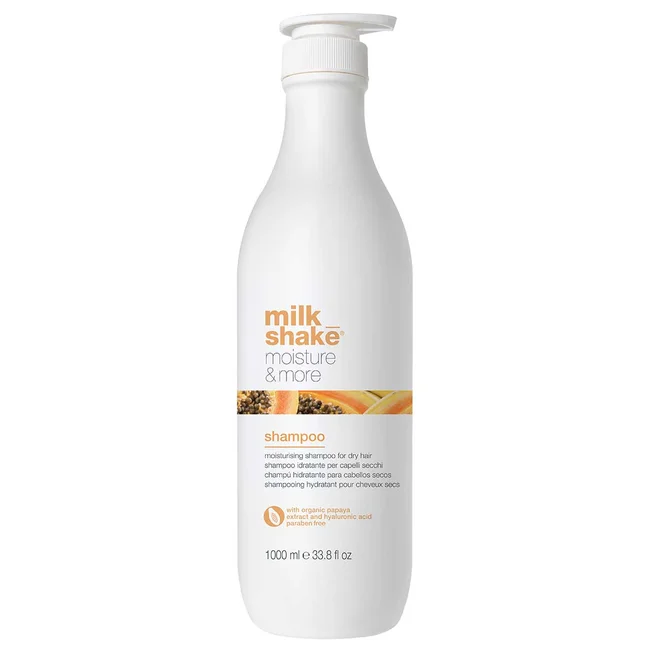 milk_
shake®
moisture
& more
shampoo
moisturising shampoo for dry hair
shampoo idratante per capelli secchi
champú hidratante para cabellos secos
shampooing hydratant pour cheveux secs
with organic papaya
extract and hyaluronic acid
paraben free
1000 ml ℮ 33.8 fl oz